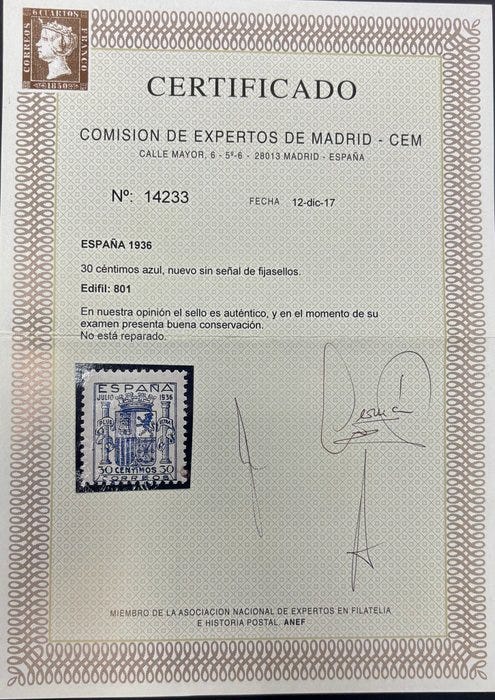 6 CUARTOS
CORREOS
FRANCO
1850
CERTIFICADO
COMISION DE EXPERTOS DE MADRID - CEM
CALLE MAYOR, 6 - 5º-6 - 28013 MADRID - ESPAÑA
Nº: 14233 FECHA 12-dic-17
ESPAÑA 1936
30 céntimos azul, nuevo sin señal de fijasellos.
Edifil: 801
En nuestra opinión el sello es auténtico, y en el momento de su
examen presenta buena conservación.
No está reparado.
ESPAÑA
JULIO 1936
30 CENTIMOS 30
CORREOS
MIEMBRO DE LA ASOCIACION NACIONAL DE EXPERTOS EN FILATELIA
E HISTORIA POSTAL. ANEF